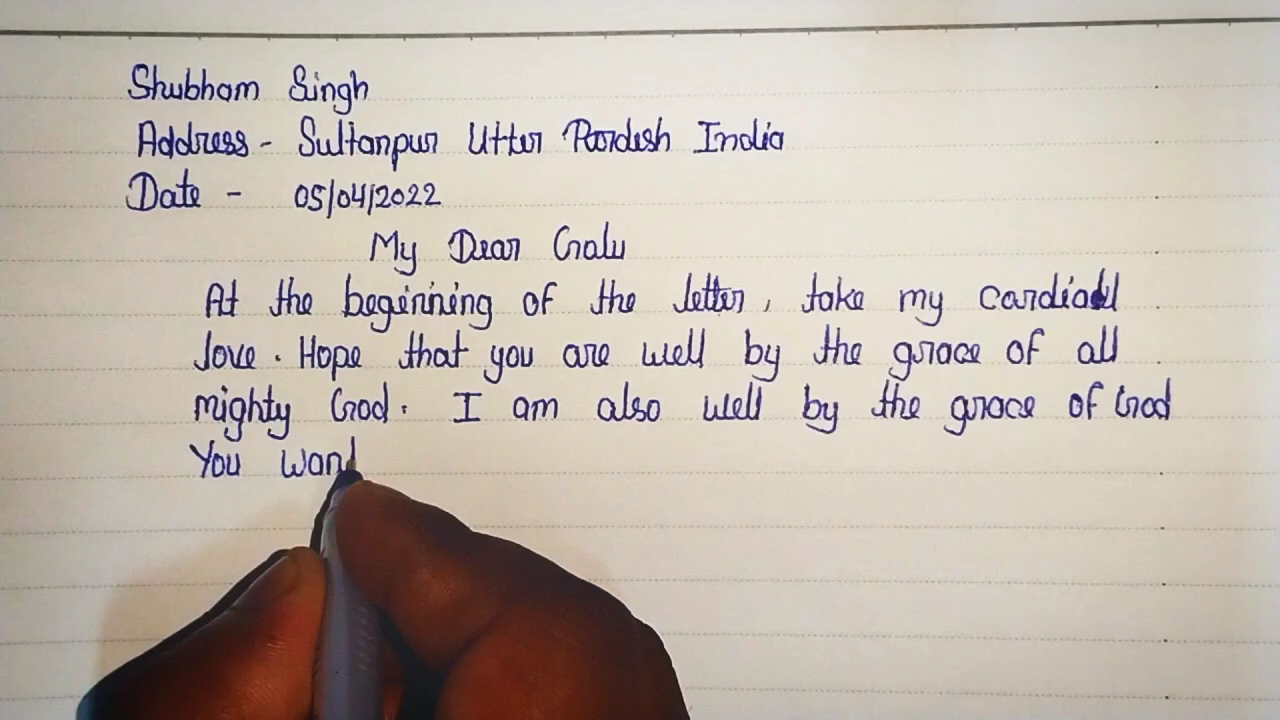 Shubham Singh
Address - Sultanpur Utter Pardesh India
Date - 05/04/2022
My Dear Golu
At the beginning of the letter, take my cardiall
love. Hope that you are well by the grace of all
mighty God. I am also well by the grace of God
You want